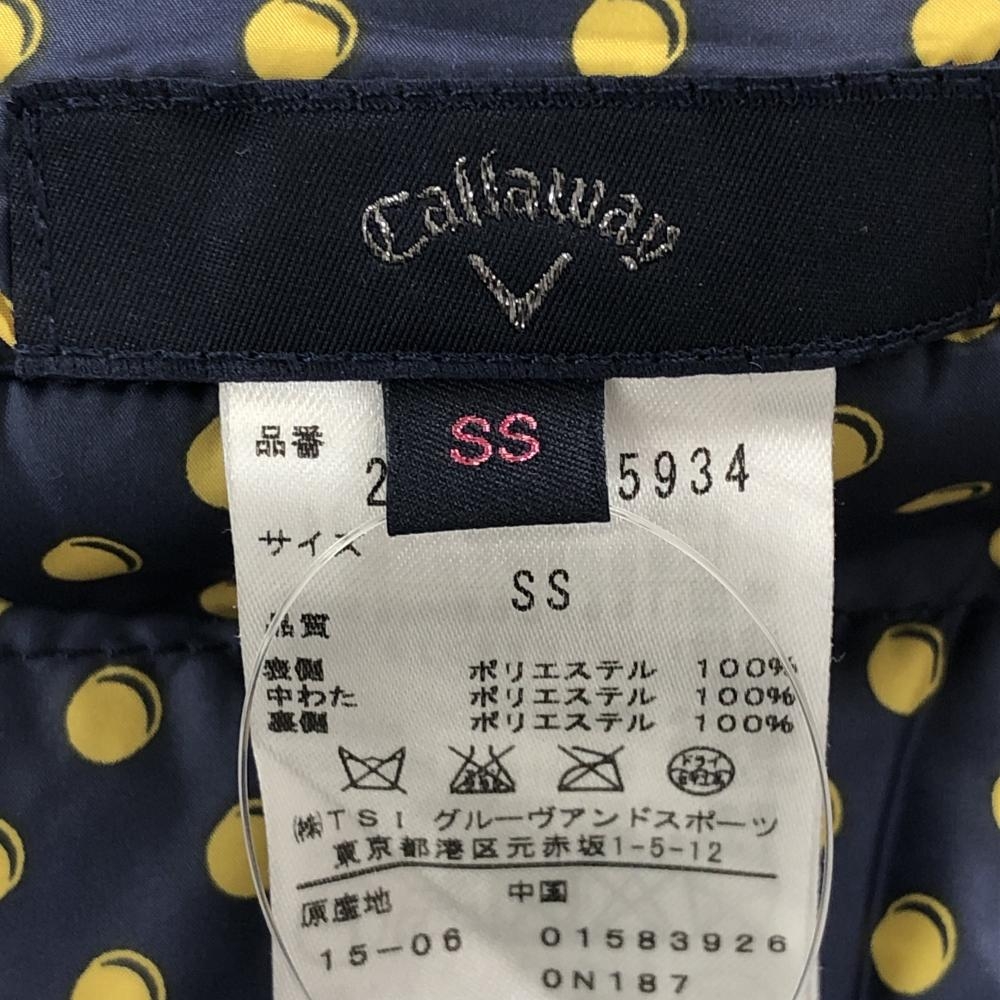 Callaway
SS
品番
2 5934
サイズ
SS
品質
表側 ポリエステル 100%
中わた ポリエステル 100%
裏側 ポリエステル 100%
ドライ
㈱TSI グルーヴアンドスポーツ
東京都港区元赤坂1-5-12
原産地 中国
15-06 01583926
0N187